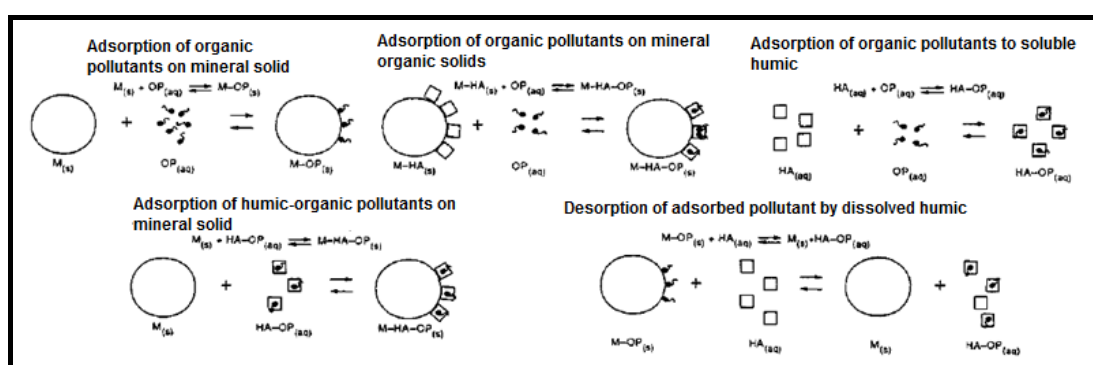 Adsorption of organic
pollutants on mineral solid
M(s) + OP(aq) ⇌ M-OP(s)
+
M(s)
OP(aq)
M-OP(s)
Adsorption of organic pollutants on mineral
organic solids
M-HA(s) + OP(aq) ⇌ M-HA-OP(s)
+
M-HA(s)
OP(aq)
M-HA-OP(s)
Adsorption of organic pollutants to soluble
humic
HA(aq) + OP(aq) ⇌ HA-OP(aq)
+
HA(aq)
OP(aq)
HA-OP(aq)
Adsorption of humic-organic pollutants on
mineral solid
M(s) + HA-OP(aq) ⇌ M-HA-OP(s)
+
M(s)
HA-OP(aq)
M-HA-OP(s)
Desorption of adsorbed pollutant by dissolved humic
M-OP(s) + HA(aq) ⇌ M(s)+HA-OP(aq)
+
+
M-OP(s)
HA(aq)
M(s)
HA-OP(aq)